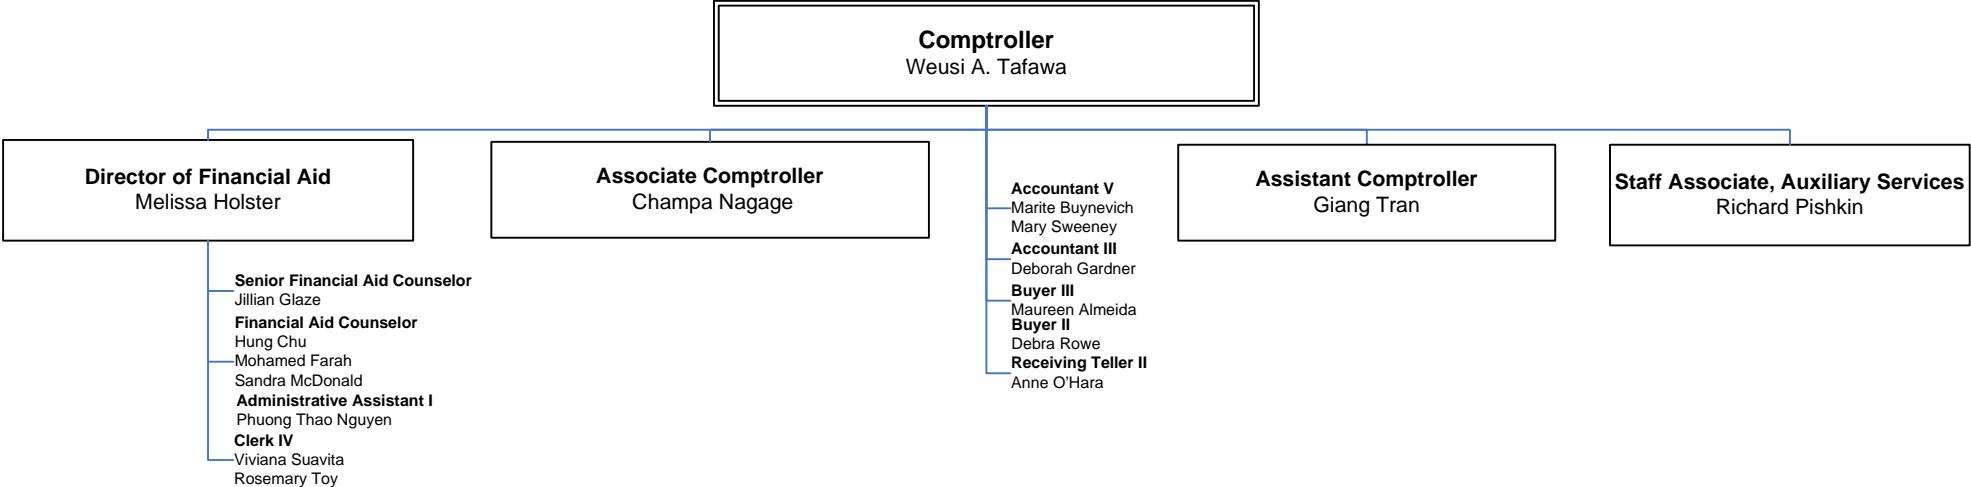 Comptroller
Weusi A. Tafawa
Director of Financial Aid
Melissa Holster
Associate Comptroller
Champa Nagage
Assistant Comptroller
Giang Tran
Staff Associate, Auxiliary Services
Richard Pishkin
Senior Financial Aid Counselor
Jillian Glaze
Financial Aid Counselor
Hung Chu
Mohamed Farah
Sandra McDonald
Administrative Assistant I
Phuong Thao Nguyen
Clerk IV
Viviana Suavita
Rosemary Toy
Accountant V
Marite Buynevich
Mary Sweeney
Accountant III
Deborah Gardner
Buyer III
Maureen Almeida
Buyer II
Debra Rowe
Receiving Teller II
Anne O’Hara